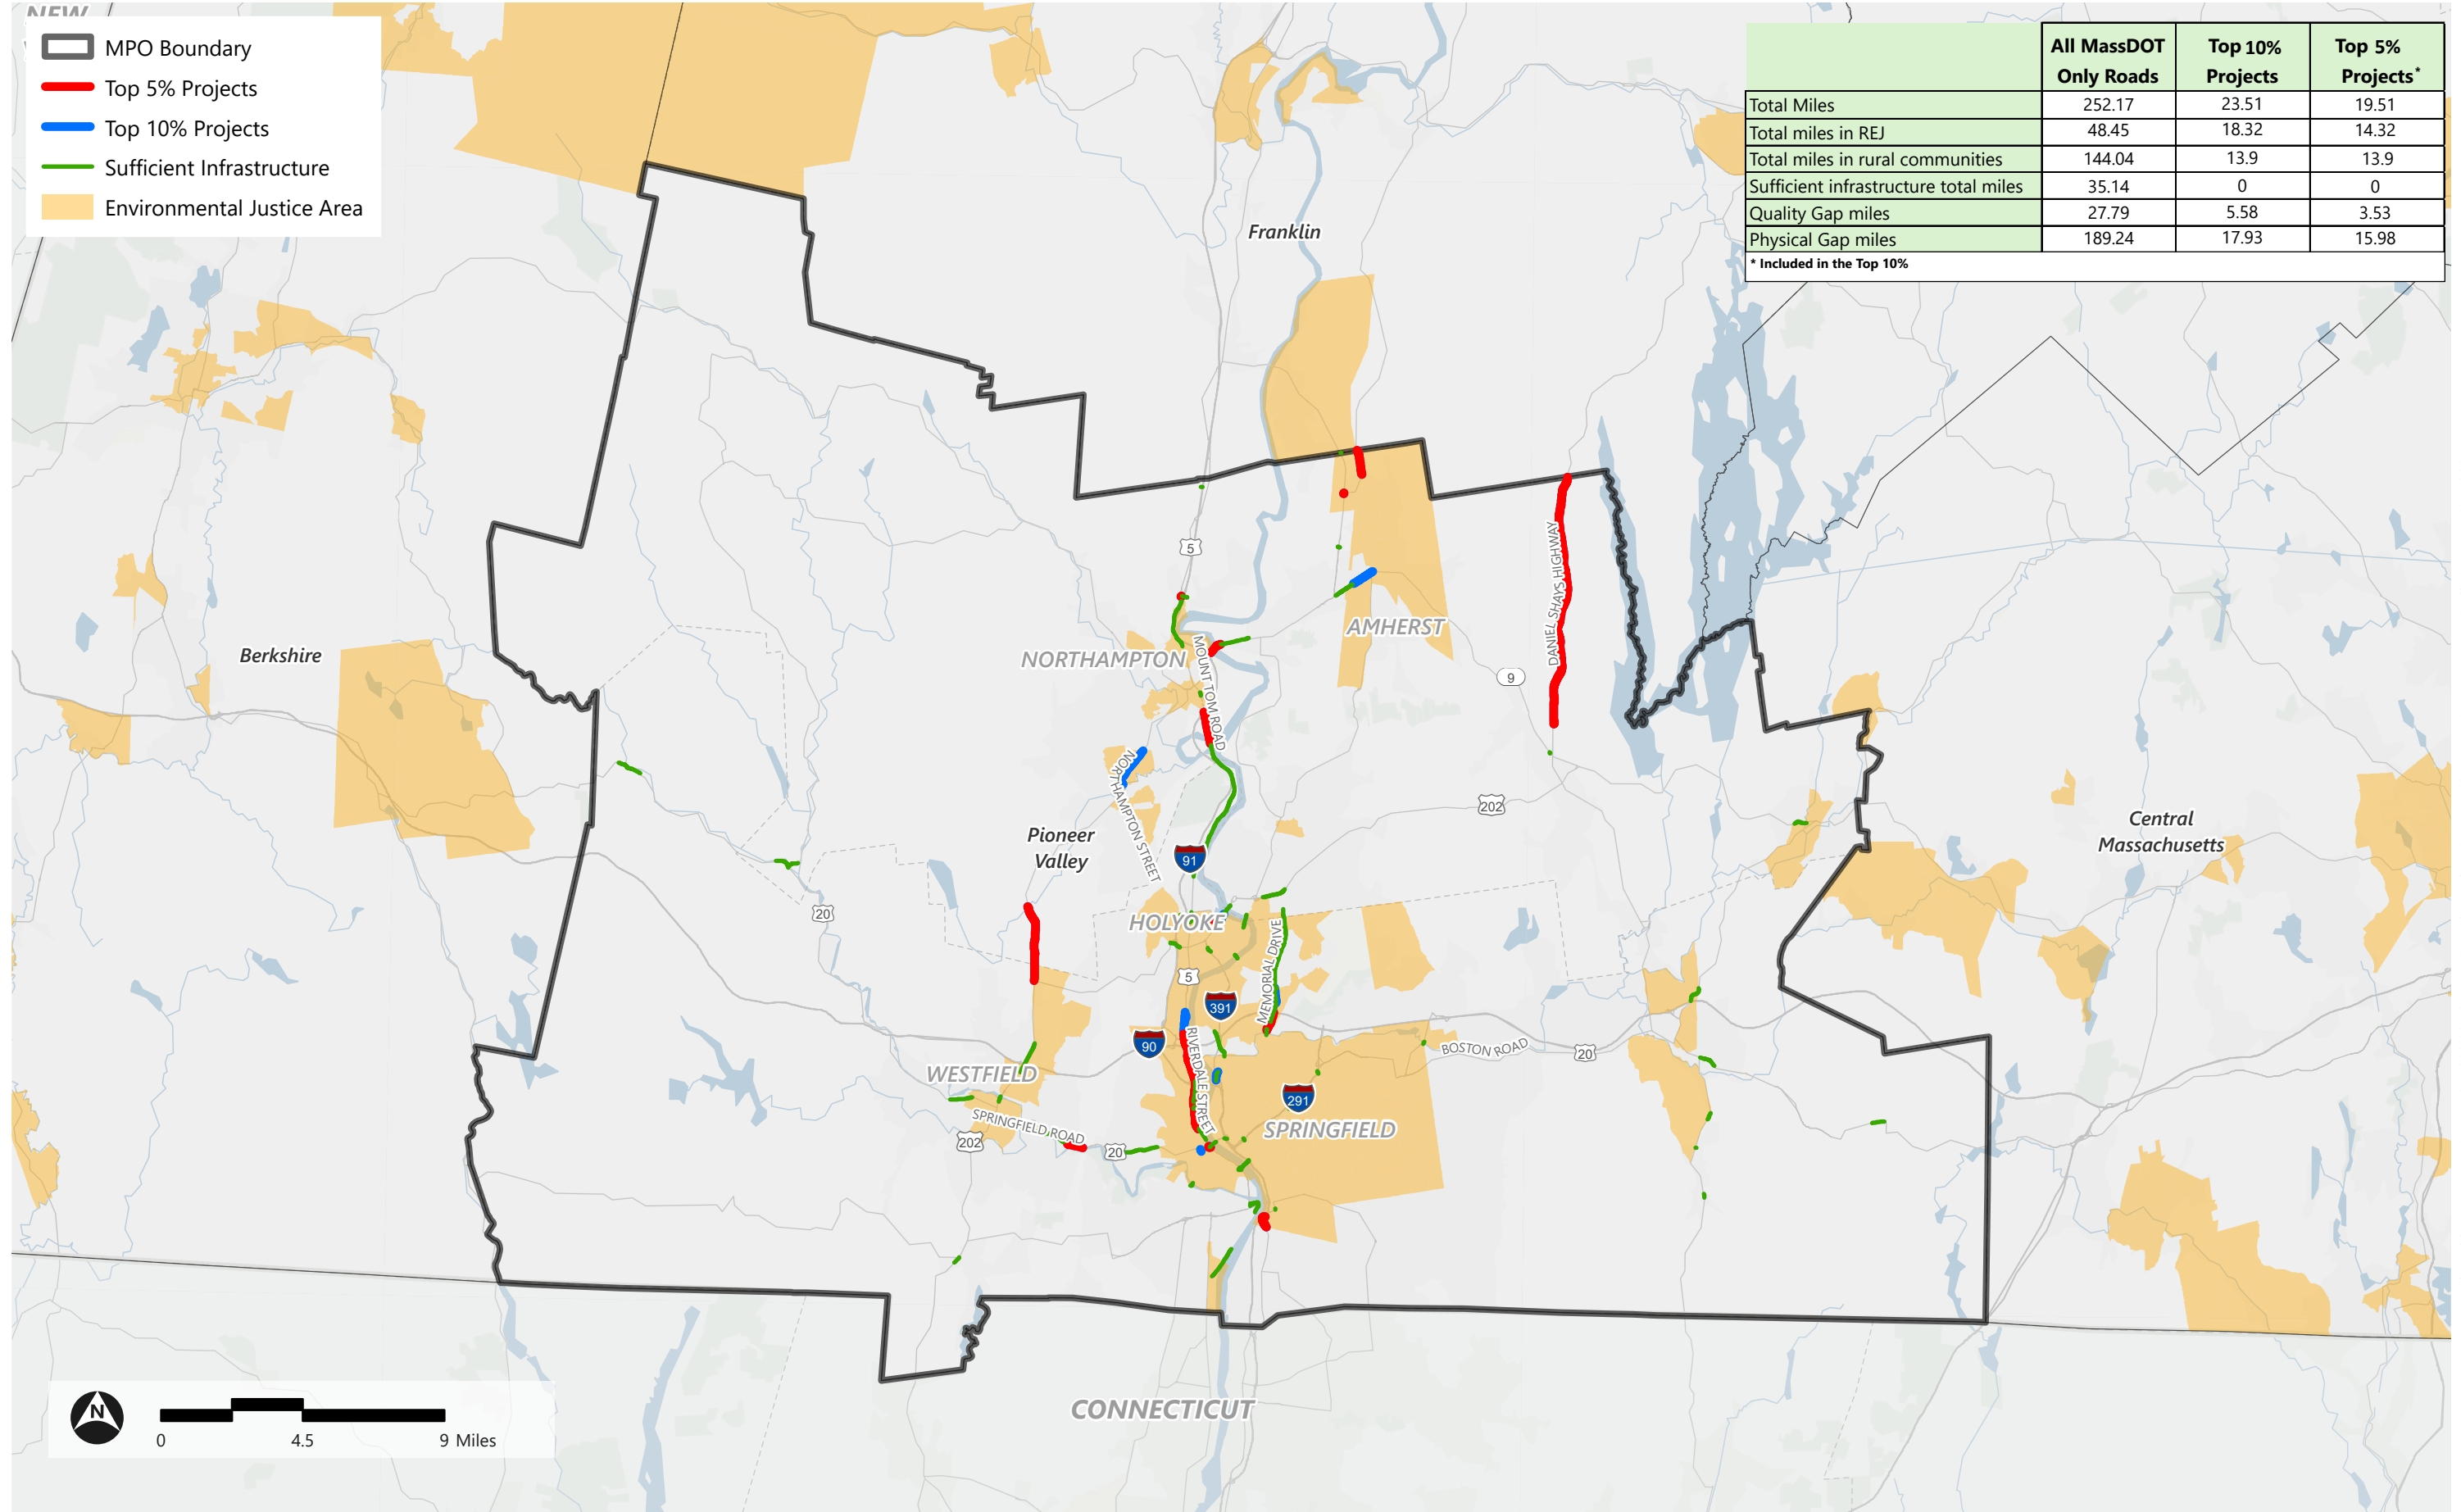 NEW
MPO Boundary
Top 5% Projects
Top 10% Projects
Sufficient Infrastructure
Environmental Justice Area
All MassDOT Only Roads
Top 10% Projects
Top 5% Projects*
Total Miles 252.17 23.51 19.51
Total miles in REJ 48.45 18.32 14.32
Total miles in rural communities 144.04 13.9 13.9
Sufficient infrastructure total miles 35.14 0 0
Quality Gap miles 27.79 5.58 3.53
Physical Gap miles 189.24 17.93 15.98
* Included in the Top 10%
Franklin
5
DANIEL SHAYS HIGHWAY
AMHERST
Berkshire
NORTHAMPTON
MOUNT TOM ROAD
9
NORTHAMPTON STREET
202
Pioneer
Valley
Central
Massachusetts
91
20
HOLYOKE
MEMORIAL DRIVE
5
391
90
RIVERDALE STREET
BOSTON ROAD
20
WESTFIELD
291
SPRINGFIELD ROAD
SPRINGFIELD
202
20
CONNECTICUT
N
0 4.5 9 Miles